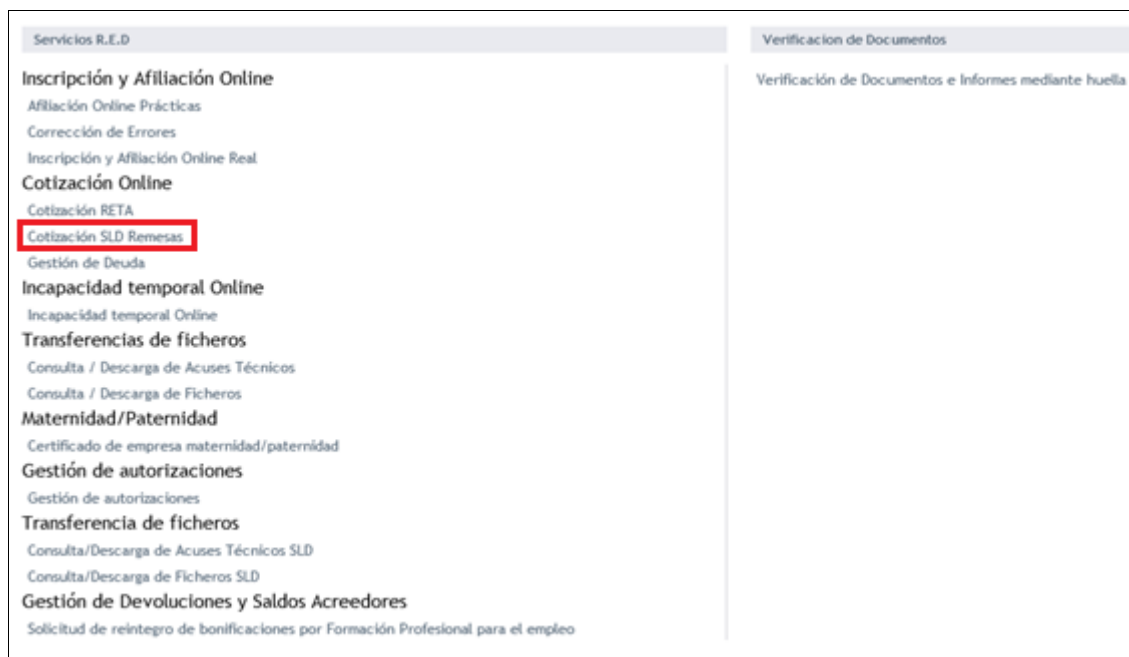 Servicios R.E.D
Inscripción y Afiliación Online
Afiliación Online Prácticas
Corrección de Errores
Inscripción y Afiliación Online Real
Cotización Online
Cotización RETA
Cotización SLD Remesas
Gestión de Deuda
Incapacidad temporal Online
Incapacidad temporal Online
Transferencias de ficheros
Consulta / Descarga de Acuses Técnicos
Consulta / Descarga de Ficheros
Maternidad/Paternidad
Certificado de empresa maternidad/paternidad
Gestión de autorizaciones
Gestión de autorizaciones
Transferencia de ficheros
Consulta/Descarga de Acuses Técnicos SLD
Consulta/Descarga de Ficheros SLD
Gestión de Devoluciones y Saldos Acreedores
Solicitud de reintegro de bonificaciones por Formación Profesional para el empleo
Verificacion de Documentos
Verificación de Documentos e Informes mediante huella